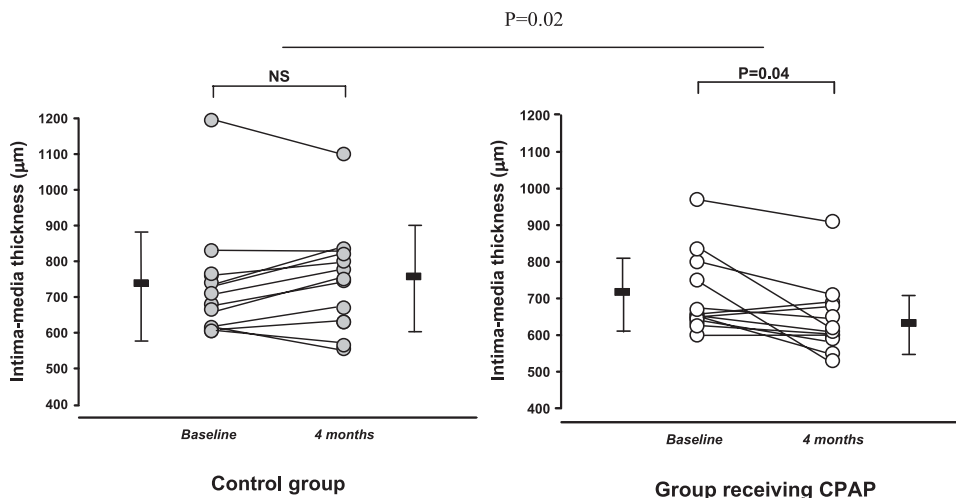 P=0.02
NS
P=0.04
Intima-media thickness (μm)
1200
1100
1000
900
800
700
600
500
400
Baseline
4 months
Control group
Intima-media thickness (μm)
1200
1100
1000
900
800
700
600
500
400
Baseline
4 months
Group receiving CPAP